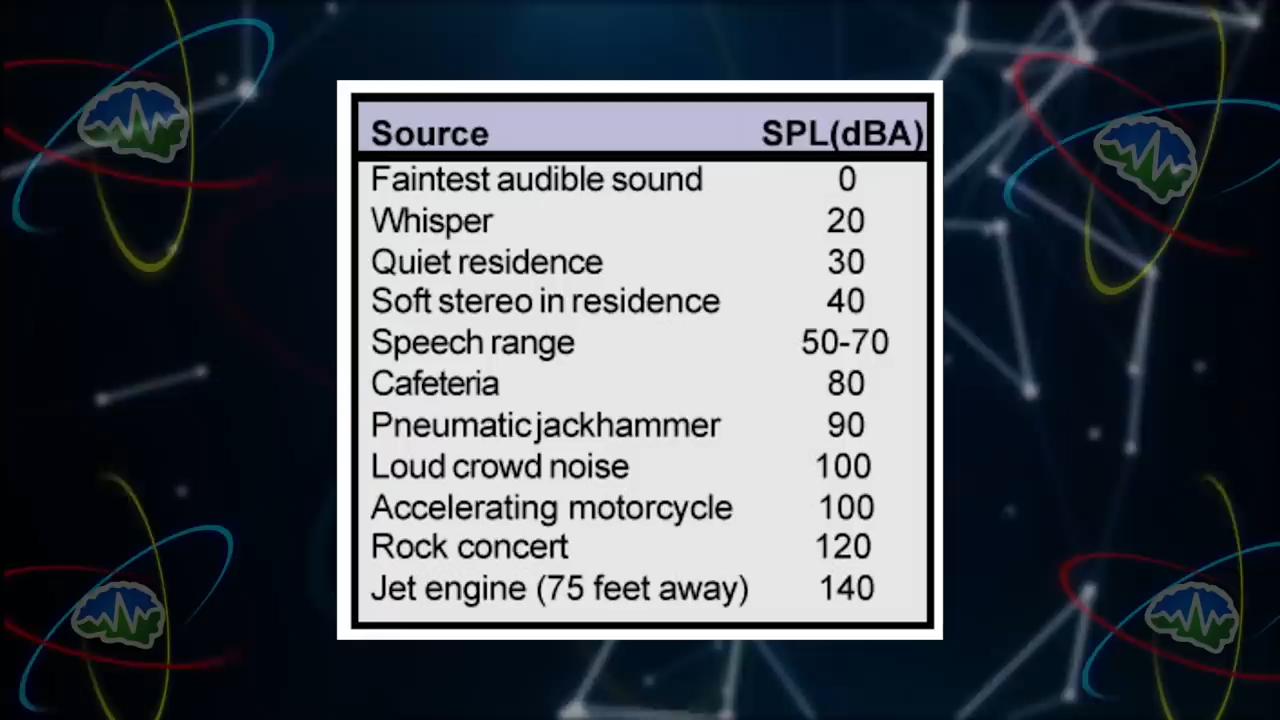 Source SPL(dBA)
Faintest audible sound 0
Whisper 20
Quiet residence 30
Soft stereo in residence 40
Speech range 50-70
Cafeteria 80
Pneumatic jackhammer 90
Loud crowd noise 100
Accelerating motorcycle 100
Rock concert 120
Jet engine (75 feet away) 140